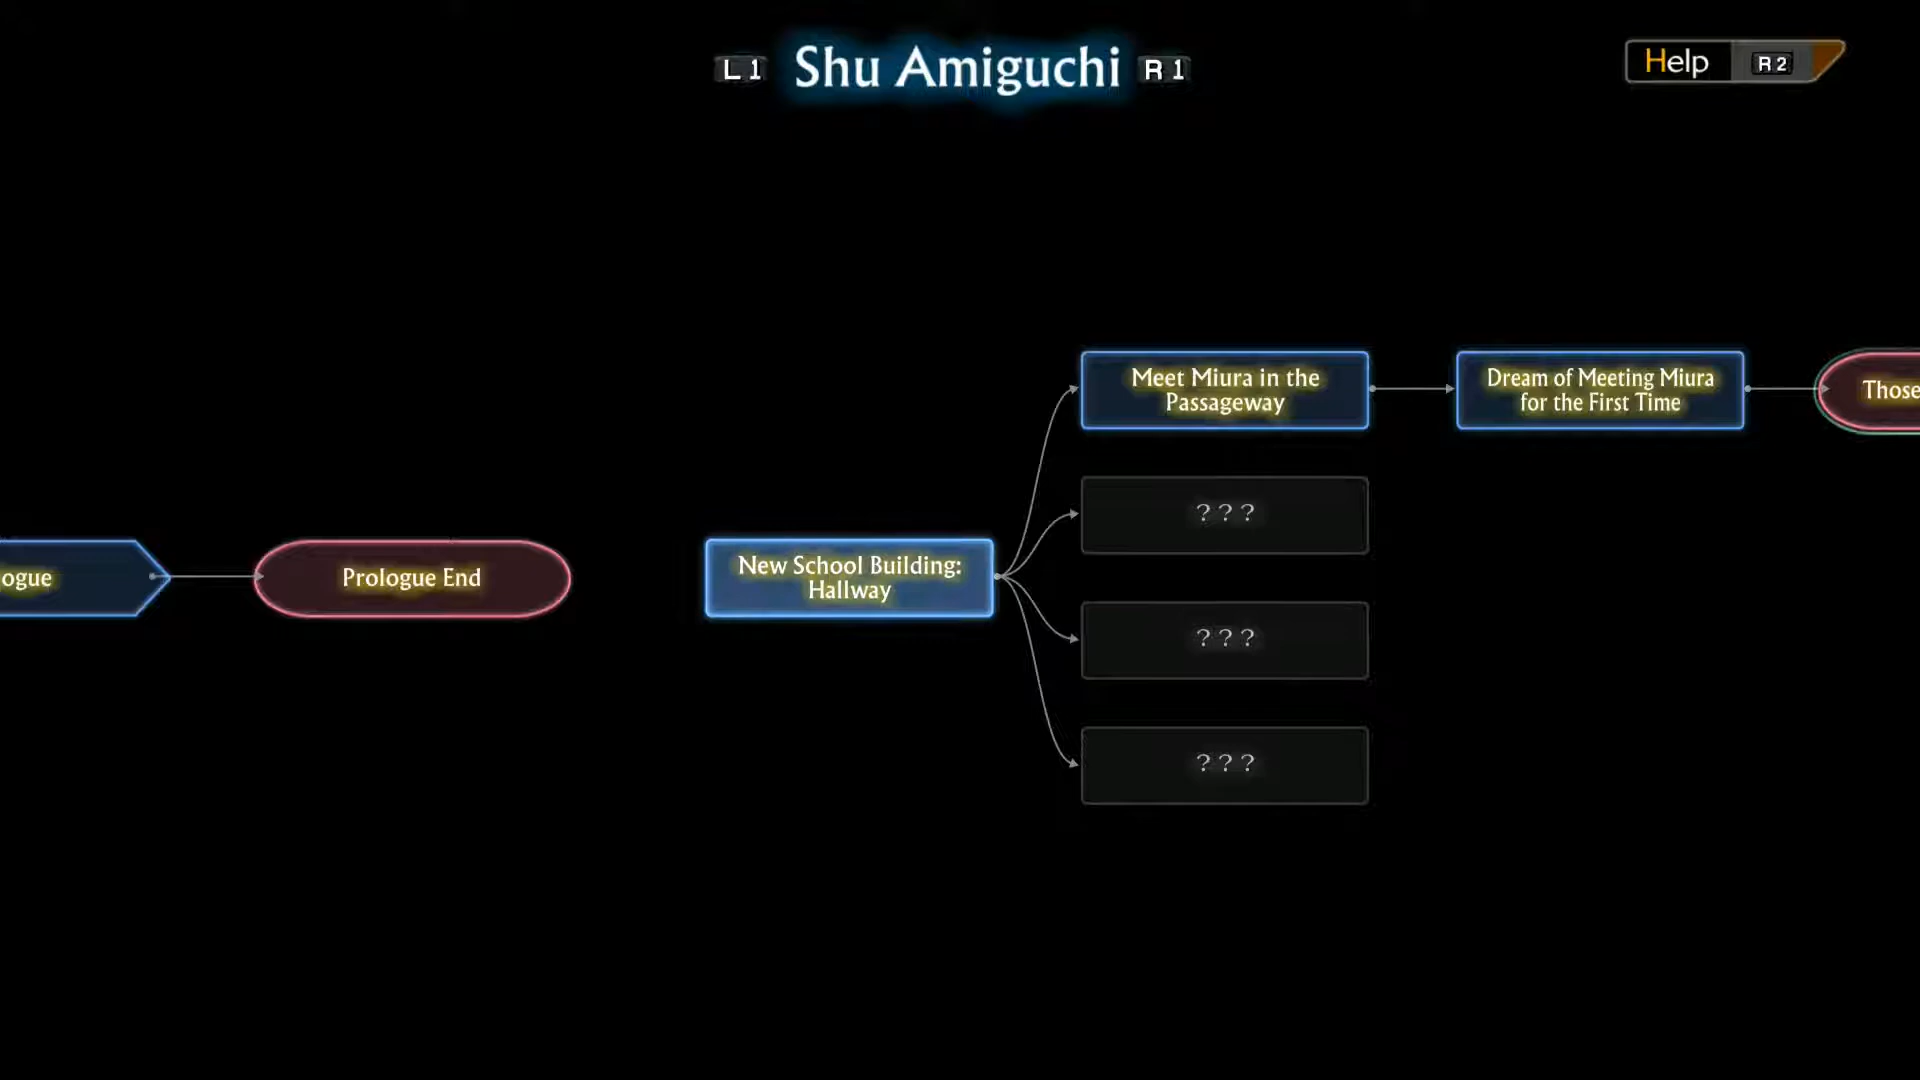 L1 Shu Amiguchi R1
Help R2
Meet Miura in the
Passageway
Dream of Meeting Miura
for the First Time
Those
? ? ?
ogue
Prologue End
New School Building:
Hallway
? ? ?
? ? ?